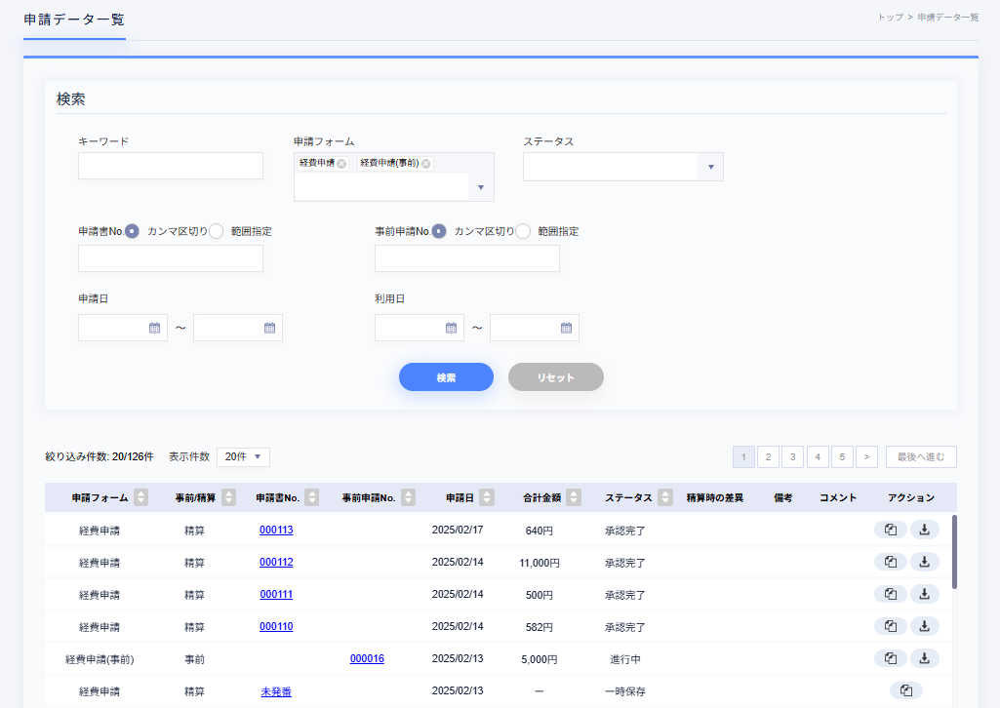 申請データ一覧
トップ > 申請データ一覧
検索
キーワード 申請フォーム ステータス
経費申請 経費申請(事前)
申請書No. カンマ区切り 範囲指定 事前申請No. カンマ区切り 範囲指定
申請日 利用日
～ ～
検索 リセット
絞り込み件数: 20/126件 表示件数 20件 1 2 3 4 5 > 最後へ進む
申請フォーム 事前/精算 申請書No. 事前申請No. 申請日 合計金額 ステータス 精算時の差異 備考 コメント アクション
経費申請 精算 000113 2025/02/17 640円 承認完了
経費申請 精算 000112 2025/02/14 11,000円 承認完了
経費申請 精算 000111 2025/02/14 500円 承認完了
経費申請 精算 000110 2025/02/14 582円 承認完了
経費申請(事前) 事前 000016 2025/02/13 5,000円 進行中
経費申請 精算 未発番 2025/02/13 ― 一時保存